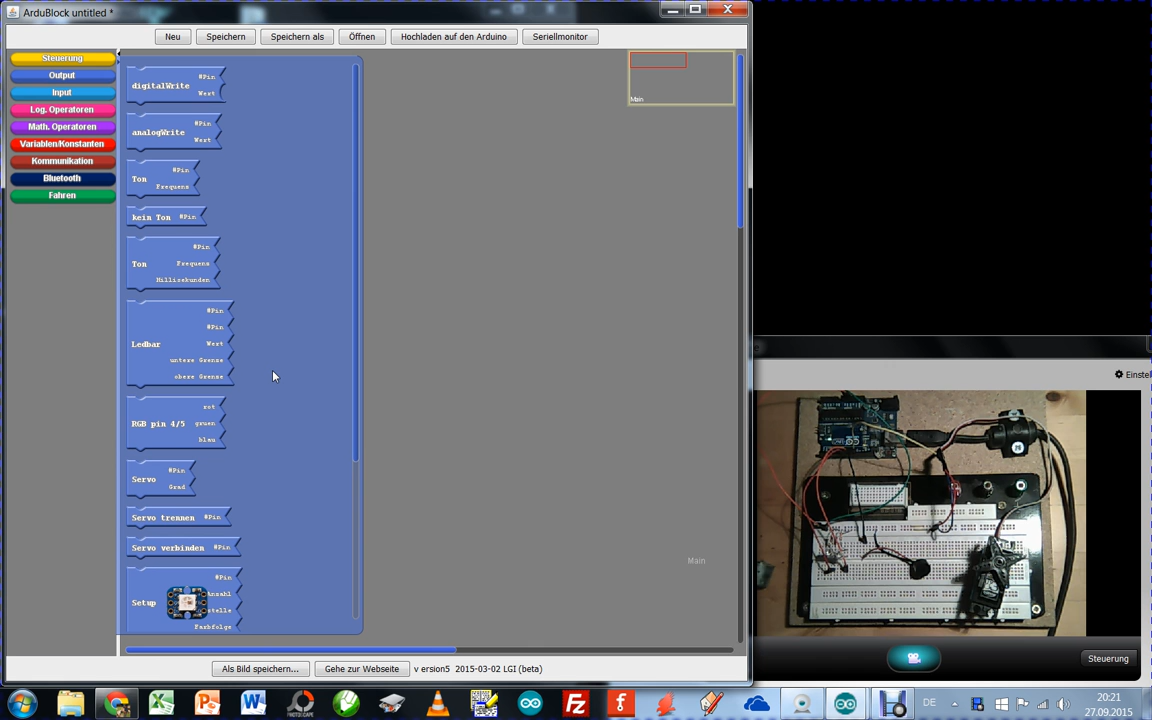 ArduBlock untitled *
Neu Speichern Speichern als Öffnen Hochladen auf den Arduino Seriellmonitor
Steuerung
Output
Input
Log. Operatoren
Math. Operatoren
Variablen/Konstanten
Kommunikation
Bluetooth
Fahren
digitalWrite #Pin
Wert
analogWrite #Pin
Wert
Ton #Pin
Frequenz
kein Ton #Pin
Ton #Pin
Frequenz
Millisekunden
Ledbar #Pin
#Pin
Wert
untere Grenze
obere Grenze
RGB pin 4/5 rot
gruen
blau
Servo #Pin
Grad
Servo trennen #Pin
Servo verbinden #Pin
Setup #Pin
Anzahl
stelle
Farbfolge
Main
Main
Als Bild speichern... Gehe zur Webseite v ersion5 2015-03-02 LGI (beta)
Einste
Steuerung
PHOTOSCAPE
DE
20:21
27.09.2015